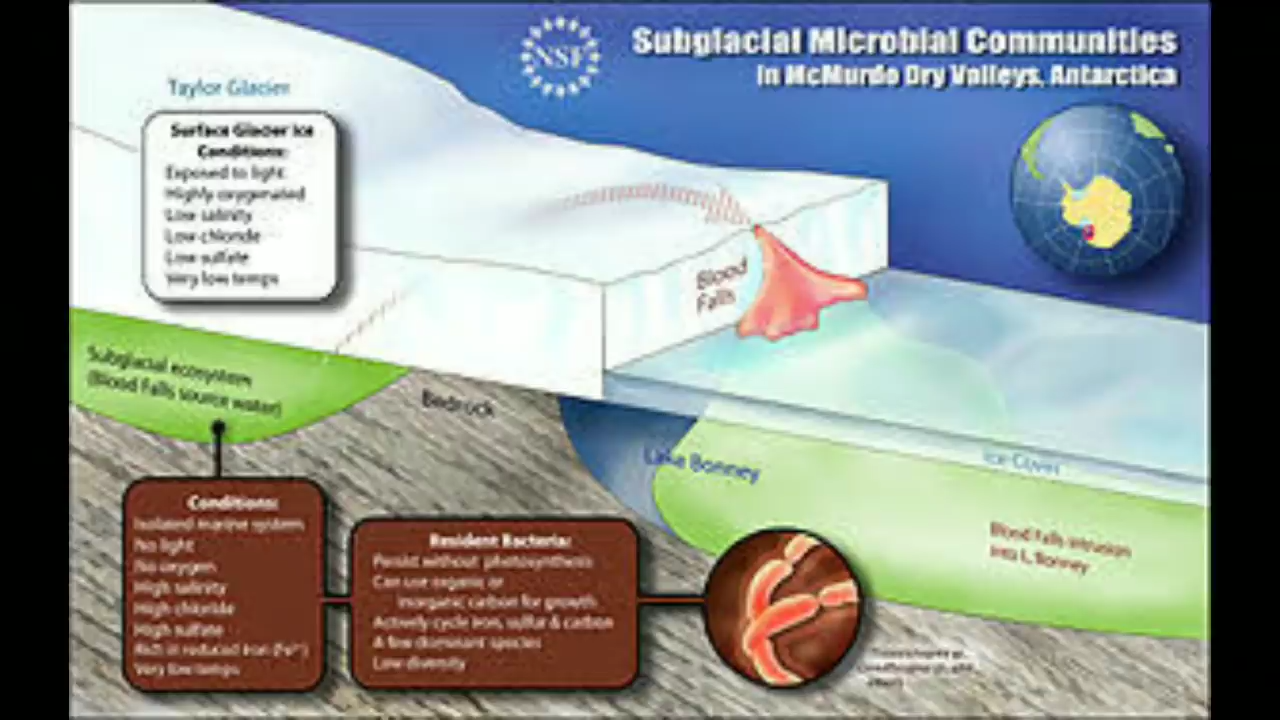 NSF
Subglacial Microbial Communities
in McMurdo Dry Valleys, Antarctica
Taylor Glacier
Surface Glacier Ice
Conditions:
Exposed to light
Highly oxygenated
Low salinity
Low chloride
Low sulfate
Very low temps
Blood
Falls
Subglacial ecosystem
(Blood Falls source water)
Bedrock
Lake Bonney
Ice Cover
Blood Falls intrusion
into L. Bonney
Conditions:
Isolated marine system
No light
No oxygen
High salinity
High chloride
High sulfate
Rich in reduced iron (Fe²⁺)
Very low temps
Resident Bacteria:
Persist without photosynthesis
Can use organic or
inorganic carbon for growth
Actively cycle iron, sulfur & carbon
A few dominant species
Low diversity